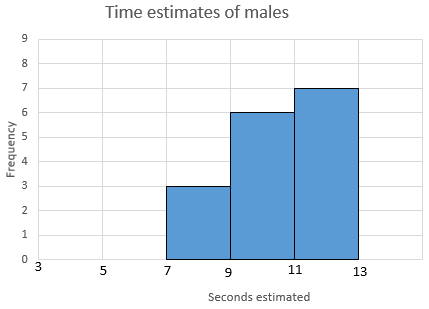 Time estimates of males
9
8
7
6
5
4
3
2
1
0
Frequency
3 5 7 9 11 13
Seconds estimated